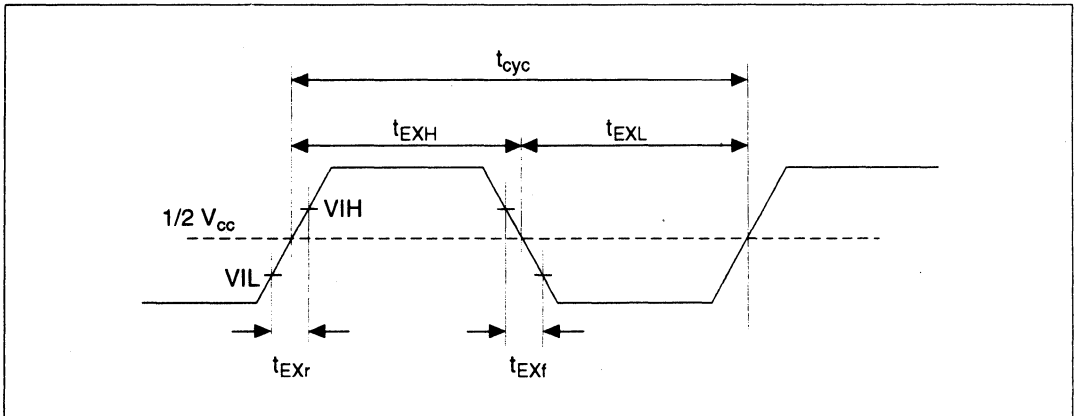 tcyc
tEXH
tEXL
1/2 Vcc
VIH
VIL
tEXr
tEXf